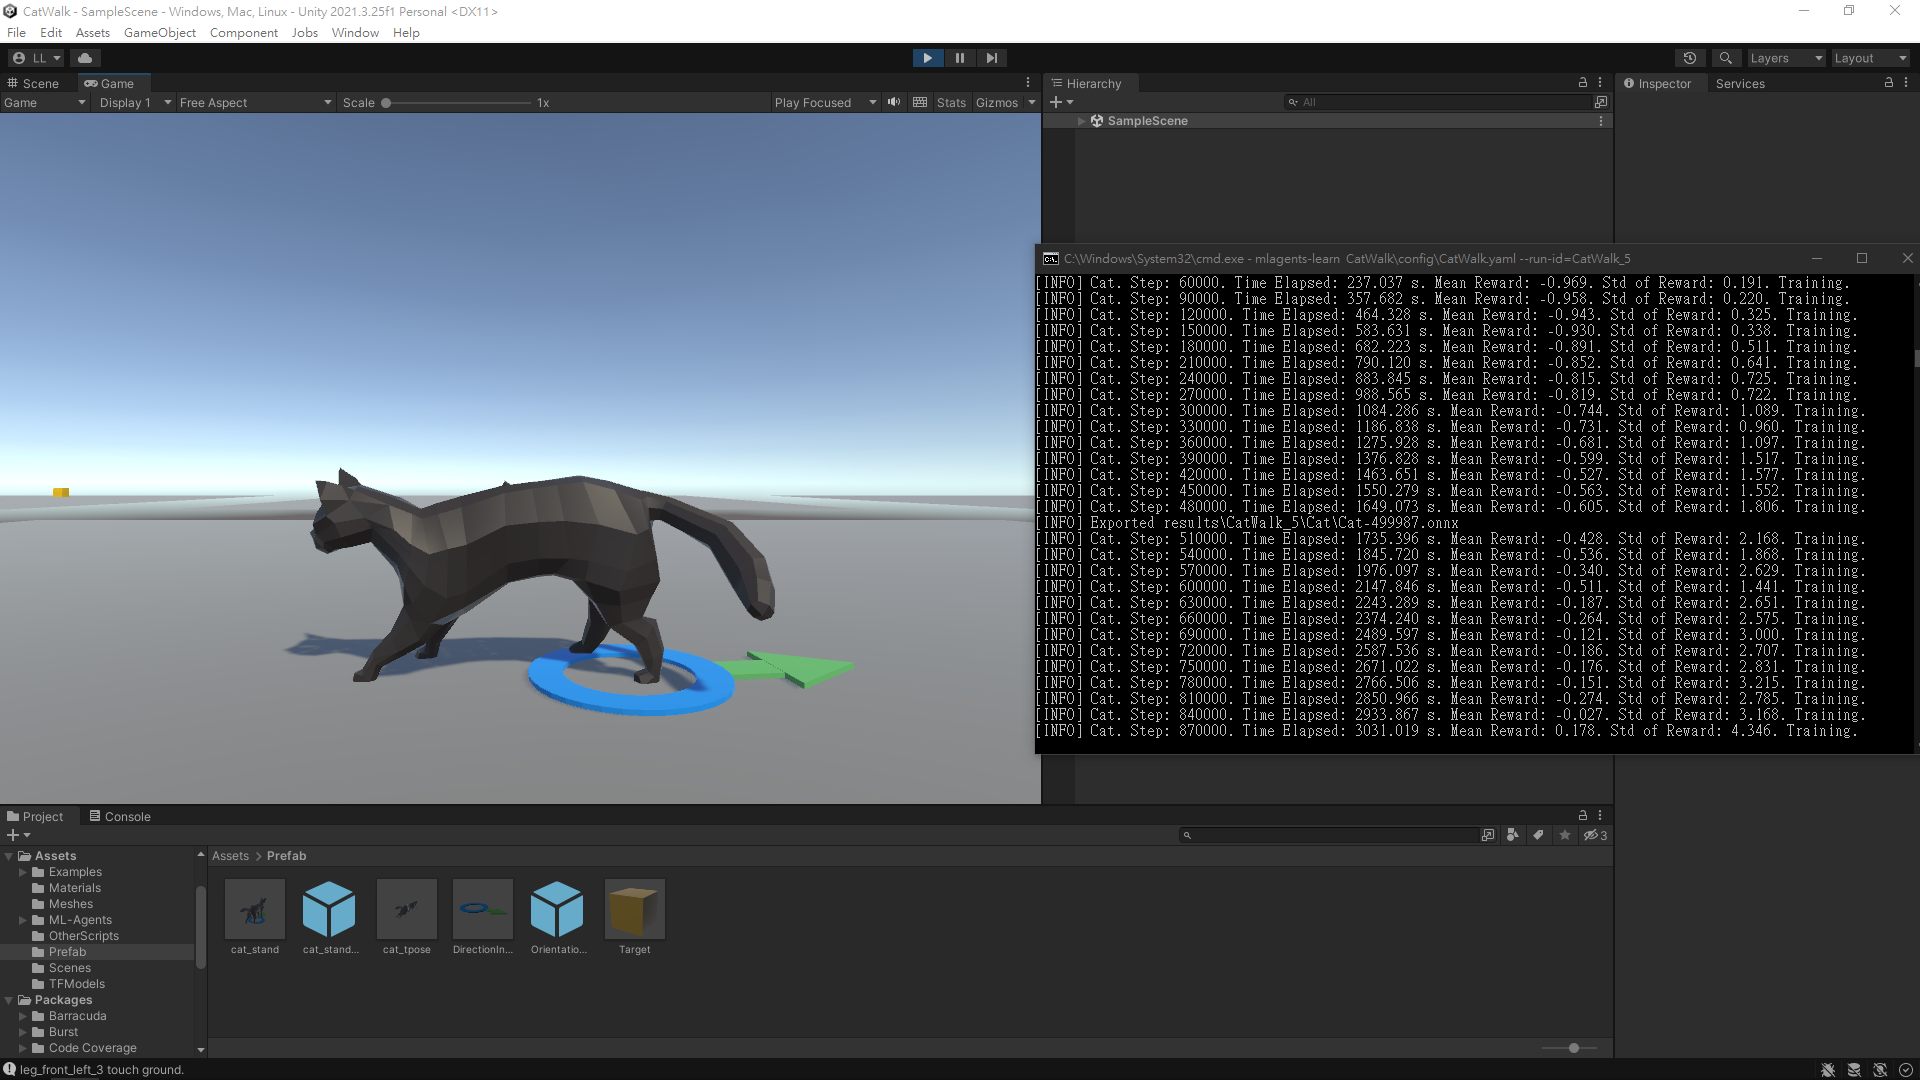 CatWalk - SampleScene - Windows, Mac, Linux - Unity 2021.3.25f1 Personal <DX11>
File Edit Assets GameObject Component Jobs Window Help
LL
Layers Layout
Scene Game
Game Display 1 Free Aspect Scale 1x Play Focused Stats Gizmos
Hierarchy
All
SampleScene
Inspector Services
C:\Windows\System32\cmd.exe - mlagents-learn CatWalk\config\CatWalk.yaml --run-id=CatWalk_5
[INFO] Cat. Step: 60000. Time Elapsed: 237.037 s. Mean Reward: -0.969. Std of Reward: 0.191. Training.
[INFO] Cat. Step: 90000. Time Elapsed: 357.682 s. Mean Reward: -0.958. Std of Reward: 0.220. Training.
[INFO] Cat. Step: 120000. Time Elapsed: 464.328 s. Mean Reward: -0.943. Std of Reward: 0.325. Training.
[INFO] Cat. Step: 150000. Time Elapsed: 583.631 s. Mean Reward: -0.930. Std of Reward: 0.338. Training.
[INFO] Cat. Step: 180000. Time Elapsed: 682.223 s. Mean Reward: -0.891. Std of Reward: 0.511. Training.
[INFO] Cat. Step: 210000. Time Elapsed: 790.120 s. Mean Reward: -0.852. Std of Reward: 0.641. Training.
[INFO] Cat. Step: 240000. Time Elapsed: 883.845 s. Mean Reward: -0.815. Std of Reward: 0.725. Training.
[INFO] Cat. Step: 270000. Time Elapsed: 988.565 s. Mean Reward: -0.819. Std of Reward: 0.722. Training.
[INFO] Cat. Step: 300000. Time Elapsed: 1084.286 s. Mean Reward: -0.744. Std of Reward: 1.089. Training.
[INFO] Cat. Step: 330000. Time Elapsed: 1186.838 s. Mean Reward: -0.731. Std of Reward: 0.960. Training.
[INFO] Cat. Step: 360000. Time Elapsed: 1275.928 s. Mean Reward: -0.681. Std of Reward: 1.097. Training.
[INFO] Cat. Step: 390000. Time Elapsed: 1376.828 s. Mean Reward: -0.599. Std of Reward: 1.517. Training.
[INFO] Cat. Step: 420000. Time Elapsed: 1463.651 s. Mean Reward: -0.527. Std of Reward: 1.577. Training.
[INFO] Cat. Step: 450000. Time Elapsed: 1550.279 s. Mean Reward: -0.563. Std of Reward: 1.552. Training.
[INFO] Cat. Step: 480000. Time Elapsed: 1649.073 s. Mean Reward: -0.605. Std of Reward: 1.806. Training.
[INFO] Exported results\CatWalk_5\Cat\Cat-499987.onnx
[INFO] Cat. Step: 510000. Time Elapsed: 1735.396 s. Mean Reward: -0.428. Std of Reward: 2.168. Training.
[INFO] Cat. Step: 540000. Time Elapsed: 1845.720 s. Mean Reward: -0.536. Std of Reward: 1.868. Training.
[INFO] Cat. Step: 570000. Time Elapsed: 1976.097 s. Mean Reward: -0.340. Std of Reward: 2.629. Training.
[INFO] Cat. Step: 600000. Time Elapsed: 2147.846 s. Mean Reward: -0.511. Std of Reward: 1.441. Training.
[INFO] Cat. Step: 630000. Time Elapsed: 2243.289 s. Mean Reward: -0.187. Std of Reward: 2.651. Training.
[INFO] Cat. Step: 660000. Time Elapsed: 2374.240 s. Mean Reward: -0.264. Std of Reward: 2.575. Training.
[INFO] Cat. Step: 690000. Time Elapsed: 2489.597 s. Mean Reward: -0.121. Std of Reward: 3.000. Training.
[INFO] Cat. Step: 720000. Time Elapsed: 2587.536 s. Mean Reward: -0.186. Std of Reward: 2.707. Training.
[INFO] Cat. Step: 750000. Time Elapsed: 2671.022 s. Mean Reward: -0.176. Std of Reward: 2.831. Training.
[INFO] Cat. Step: 780000. Time Elapsed: 2766.506 s. Mean Reward: -0.151. Std of Reward: 3.215. Training.
[INFO] Cat. Step: 810000. Time Elapsed: 2850.966 s. Mean Reward: -0.274. Std of Reward: 2.785. Training.
[INFO] Cat. Step: 840000. Time Elapsed: 2933.867 s. Mean Reward: -0.027. Std of Reward: 3.168. Training.
[INFO] Cat. Step: 870000. Time Elapsed: 3031.019 s. Mean Reward: 0.178. Std of Reward: 4.346. Training.
Project Console
3
Assets
Examples
Materials
Meshes
ML-Agents
OtherScripts
Prefab
Scenes
TFModels
Packages
Barracuda
Burst
Code Coverage
Assets > Prefab
cat_stand cat_stand... cat_tpose DirectionIn... Orientatio... Target
leg_front_left_3 touch ground.